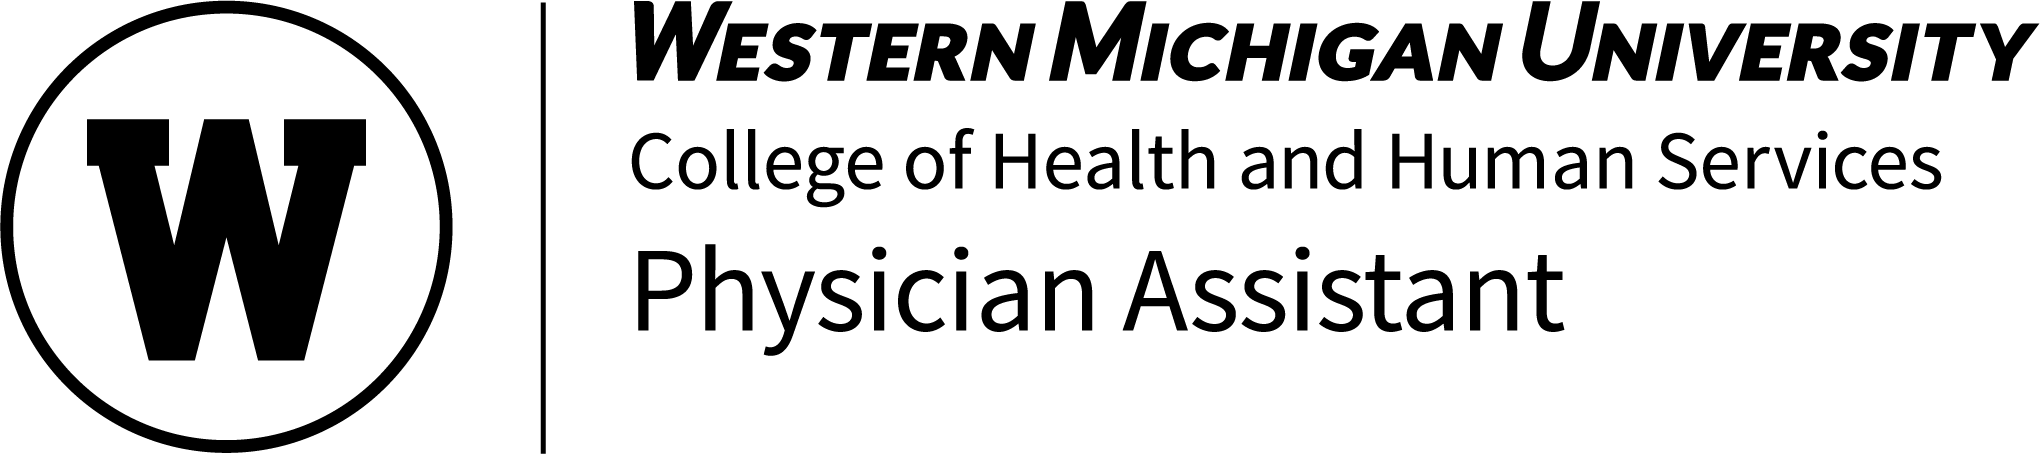 W
WESTERN MICHIGAN UNIVERSITY
College of Health and Human Services
Physician Assistant